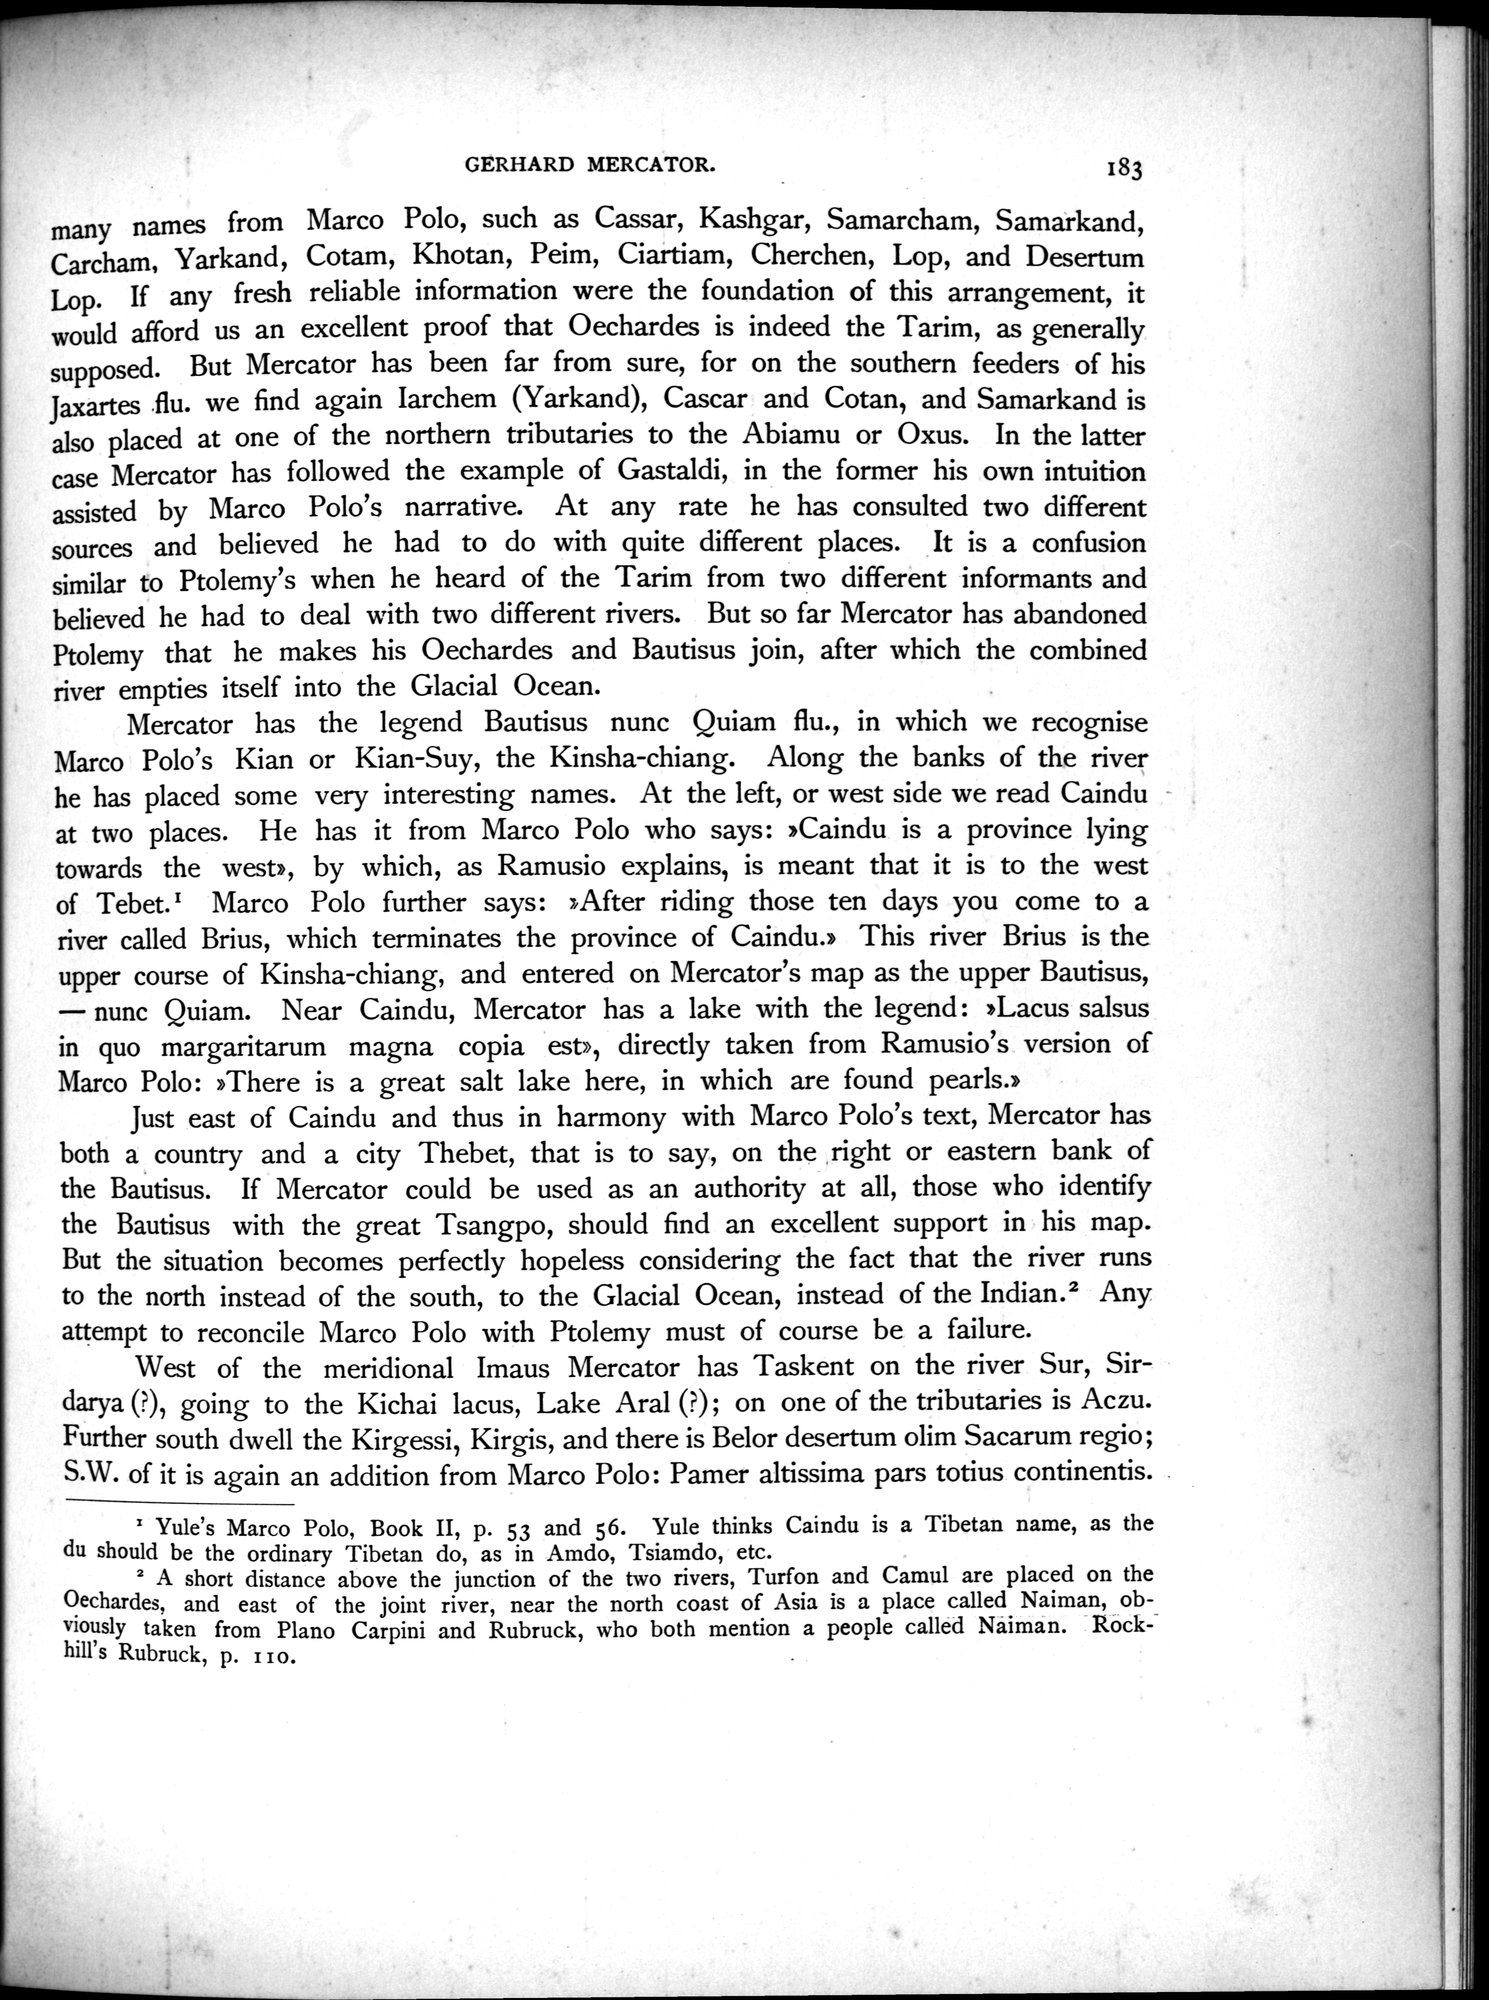 GERHARD MERCATOR. 183
many names from Marco Polo, such as Cassar, Kashgar, Samarcham, Samarkand,
Carcham, Yarkand, Cotam, Khotan, Peim, Ciartiam, Cherchen, Lop, and Desertum
Lop. If any fresh reliable information were the foundation of this arrangement, it
would afford us an excellent proof that Oechardes is indeed the Tarim, as generally
supposed. But Mercator has been far from sure, for on the southern feeders of his
Jaxartes flu. we find again Iarchem (Yarkand), Cascar and Cotan, and Samarkand is
also placed at one of the northern tributaries to the Abiamu or Oxus. In the latter
case Mercator has followed the example of Gastaldi, in the former his own intuition
assisted by Marco Polo's narrative. At any rate he has consulted two different
sources and believed he had to do with quite different places. It is a confusion
similar to Ptolemy's when he heard of the Tarim from two different informants and
believed he had to deal with two different rivers. But so far Mercator has abandoned
Ptolemy that he makes his Oechardes and Bautisus join, after which the combined
river empties itself into the Glacial Ocean.
Mercator has the legend Bautisus nunc Quiam flu., in which we recognise
Marco Polo's Kian or Kian-Suy, the Kinsha-chiang. Along the banks of the river
he has placed some very interesting names. At the left, or west side we read Caindu
at two places. He has it from Marco Polo who says: »Caindu is a province lying
towards the west», by which, as Ramusio explains, is meant that it is to the west
of Tebet.¹ Marco Polo further says: »After riding those ten days you come to a
river called Brius, which terminates the province of Caindu.» This river Brius is the
upper course of Kinsha-chiang, and entered on Mercator's map as the upper Bautisus,
— nunc Quiam. Near Caindu, Mercator has a lake with the legend: »Lacus salsus
in quo margaritarum magna copia est», directly taken from Ramusio's version of
Marco Polo: »There is a great salt lake here, in which are found pearls.»
Just east of Caindu and thus in harmony with Marco Polo's text, Mercator has
both a country and a city Thebet, that is to say, on the right or eastern bank of
the Bautisus. If Mercator could be used as an authority at all, those who identify
the Bautisus with the great Tsangpo, should find an excellent support in his map.
But the situation becomes perfectly hopeless considering the fact that the river runs
to the north instead of the south, to the Glacial Ocean, instead of the Indian.² Any
attempt to reconcile Marco Polo with Ptolemy must of course be a failure.
West of the meridional Imaus Mercator has Taskent on the river Sur, Sir-
darya (?), going to the Kichai lacus, Lake Aral (?); on one of the tributaries is Aczu.
Further south dwell the Kirgessi, Kirgis, and there is Belor desertum olim Sacarum regio;
S.W. of it is again an addition from Marco Polo: Pamer altissima pars totius continentis.
¹ Yule's Marco Polo, Book II, p. 53 and 56. Yule thinks Caindu is a Tibetan name, as the
du should be the ordinary Tibetan do, as in Amdo, Tsiamdo, etc.
² A short distance above the junction of the two rivers, Turfon and Camul are placed on the
Oechardes, and east of the joint river, near the north coast of Asia is a place called Naiman, ob-
viously taken from Plano Carpini and Rubruck, who both mention a people called Naiman. Rock-
hill's Rubruck, p. 110.